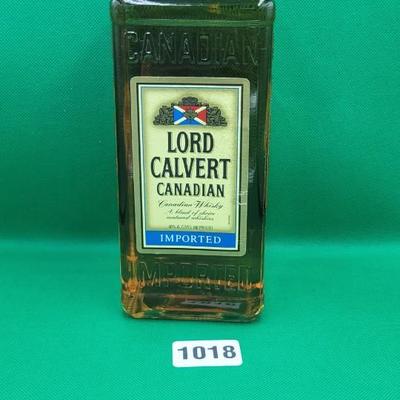 CANADIAN
LORD
CALVERT
CANADIAN
Canadian Whisky
A blend of choice
matured whiskies
IMPORTED
IMPORTED
1018